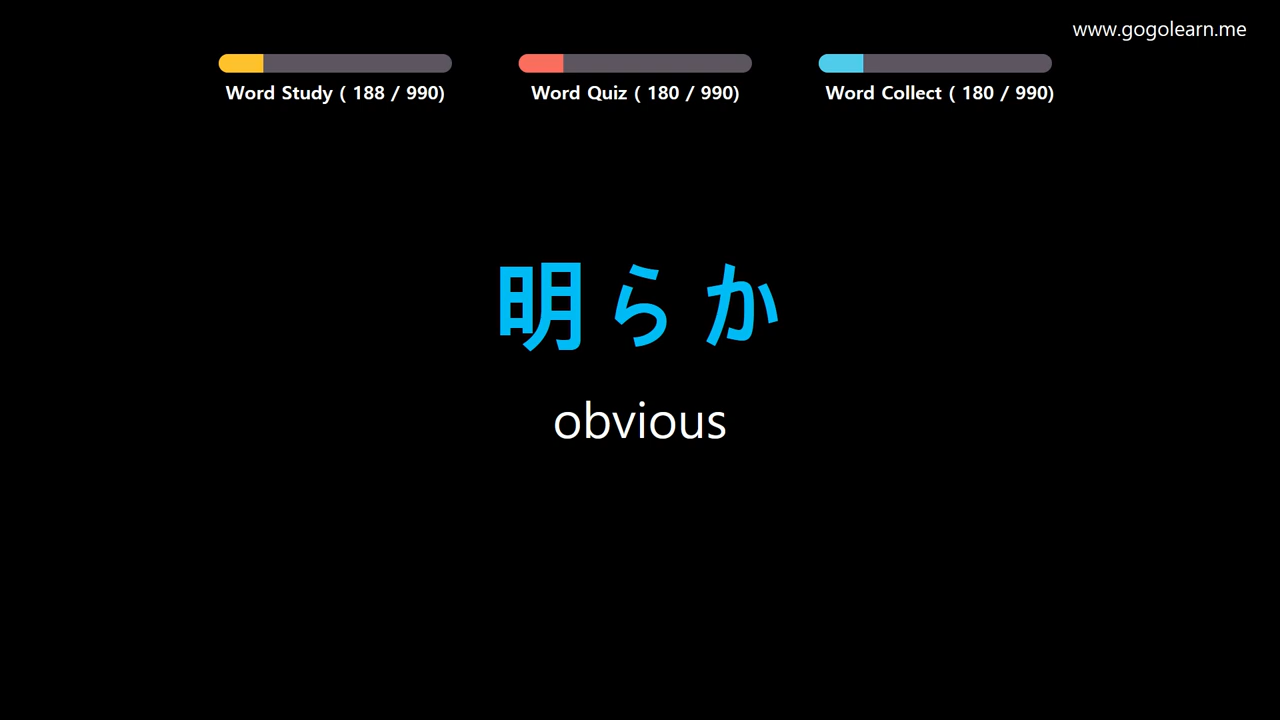 www.gogolearn.me
Word Study ( 188 / 990)
Word Quiz ( 180 / 990)
Word Collect ( 180 / 990)
明らか
obvious